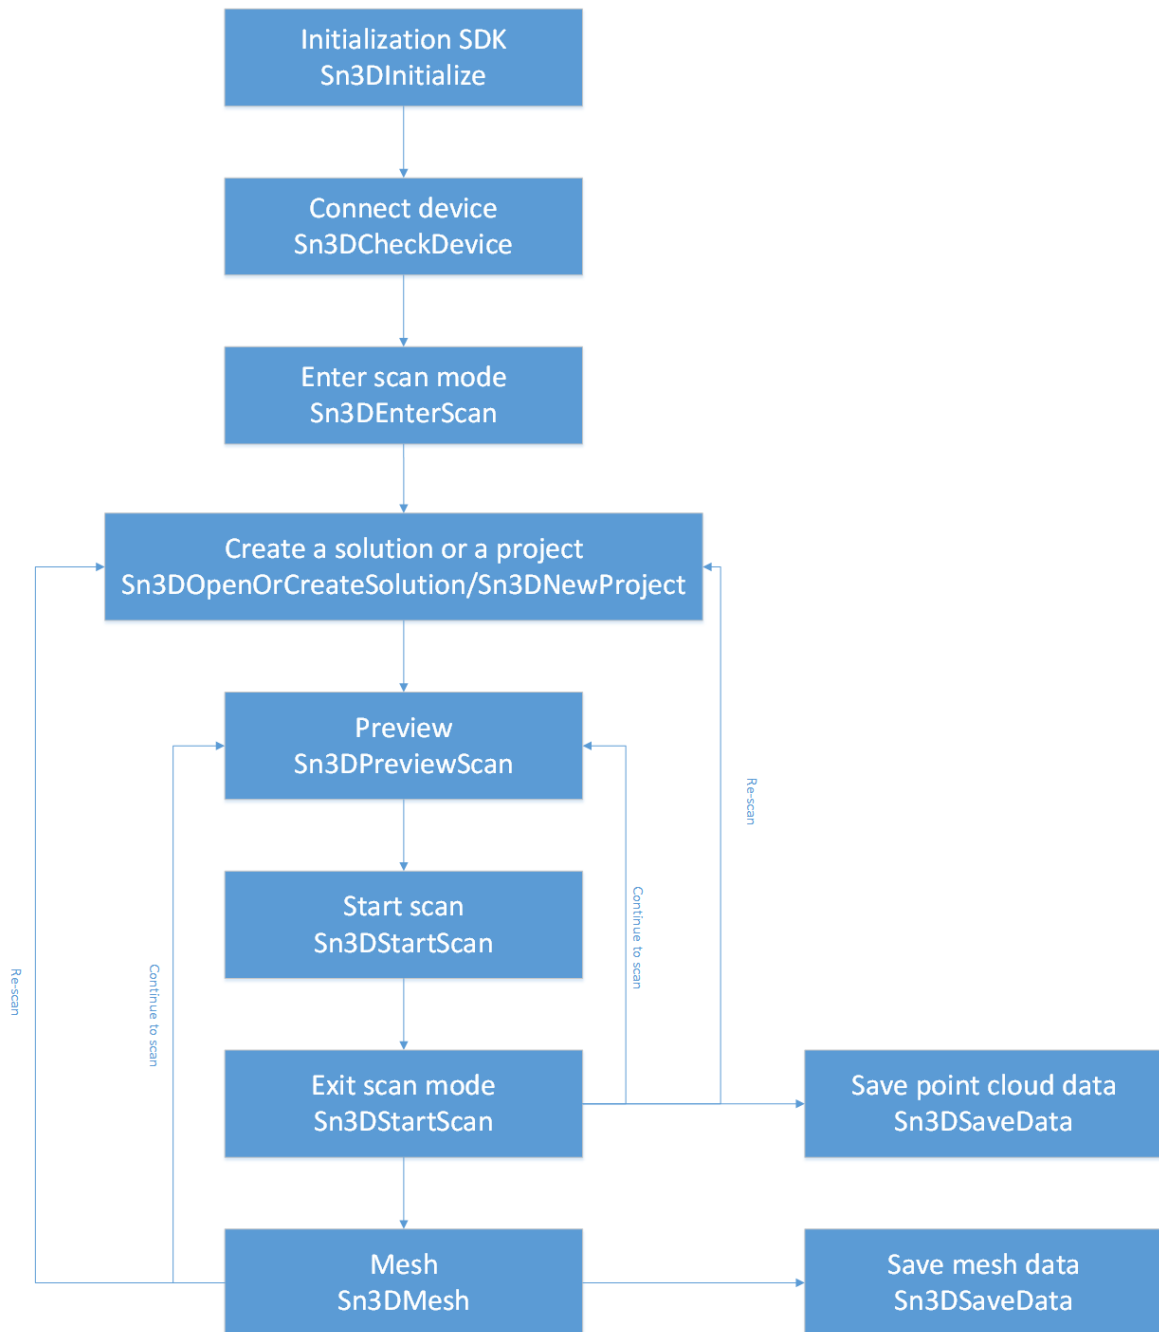 Initialization SDK
Sn3DInitialize
Connect device
Sn3DCheckDevice
Enter scan mode
Sn3DEnterScan
Create a solution or a project
Sn3DOpenOrCreateSolution/Sn3DNewProject
Preview
Sn3DPreviewScan
Re-scan
Start scan
Sn3DStartScan
Continue to scan
Re-scan
Continue to scan
Exit scan mode
Sn3DStartScan
Save point cloud data
Sn3DSaveData
Mesh
Sn3DMesh
Save mesh data
Sn3DSaveData